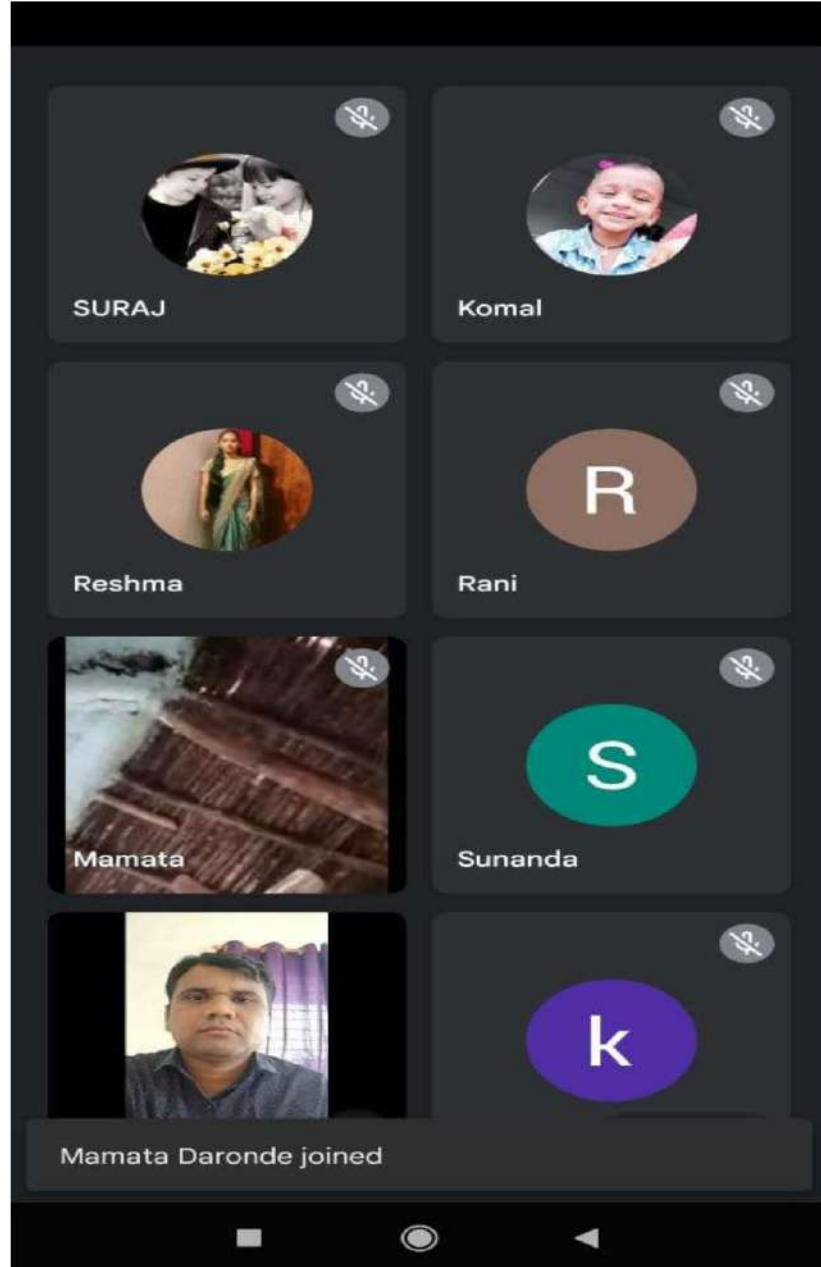 SURAJ
Komal
Reshma
R
Rani
Mamata
S
Sunanda
k
Mamata Daronde joined